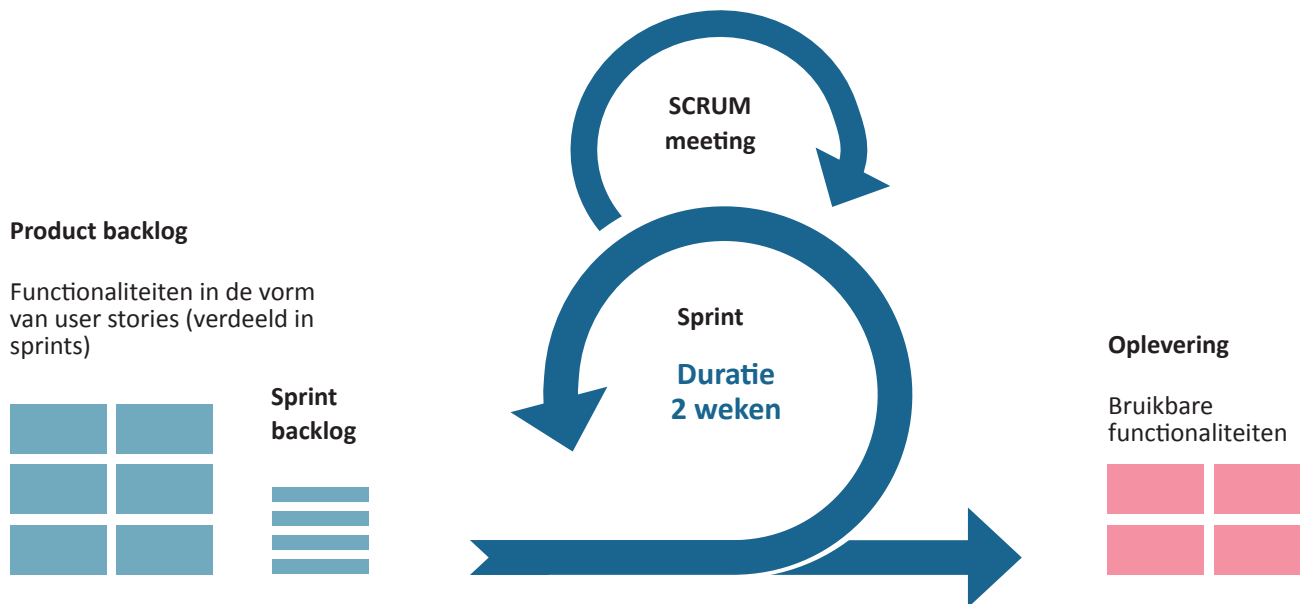 SCRUM
meeting
Product backlog
Functionaliteiten in de vorm
van user stories (verdeeld in
sprints)
Sprint
backlog
Sprint
Duratie
2 weken
Oplevering
Bruikbare
functionaliteiten